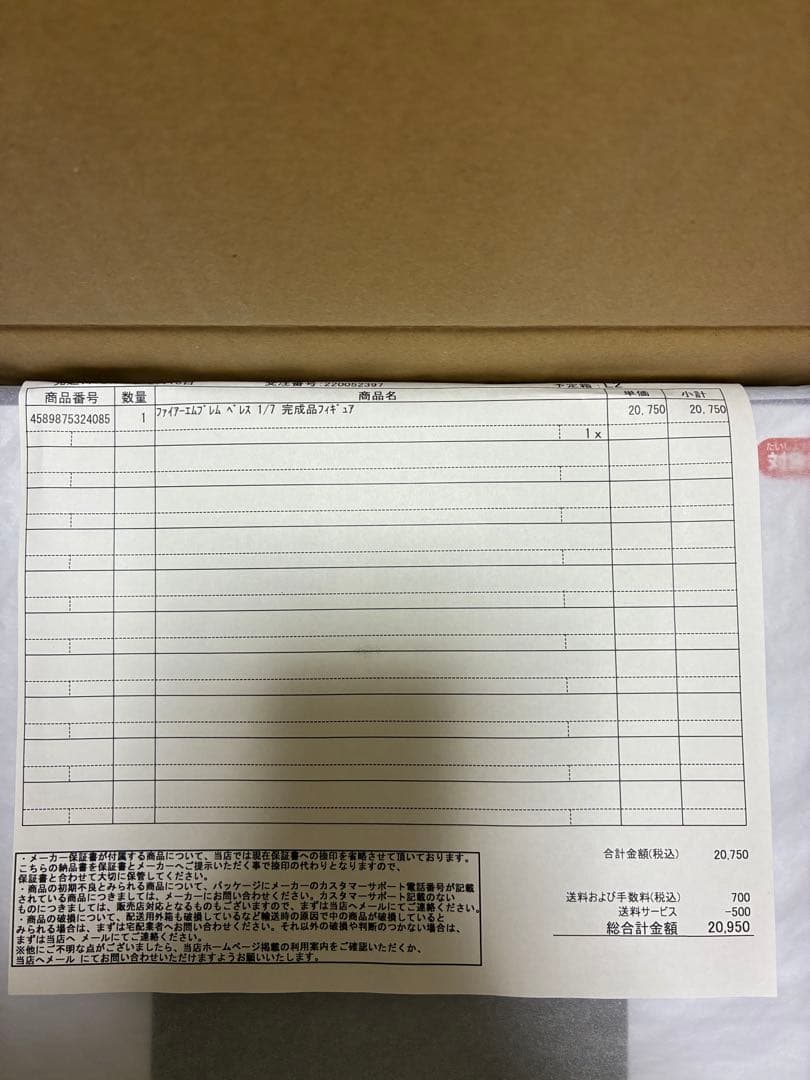 受注番号:220052397
商品番号 数量 商品名 単価 小計
4589875324085 1 ﾌｧｲｱｰｴﾑﾌﾞﾚﾑ ﾍﾞﾚｽ 1/7 完成品ﾌｨｷﾞｭｱ 20,750 20,750
1 x
合計金額(税込) 20,750
送料および手数料(税込) 700
送料サービス -500
総合計金額 20,950
・メーカー保証書が付属する商品について、当店では現在保証書への捺印を省略させて頂いております。
こちらの納品書を保証書とメーカーへご提示いただく事で捺印の代わりとなりますので、
保証書と合わせて大切に保管してください。
・商品の初期不良とみられる商品について、パッケージにメーカーのカスタマーサポート電話番号が記載
されている商品につきましては、メーカーにお問い合わせください。カスタマサポート記載のない
ものにつきましては、販売店対応となるものもございますので、まずは当店へメールにてご連絡ください。
・商品の破損について、配送用外箱も破損しているなど輸送時の原因で中の商品が破損していると
みられる場合は、まずは宅配業者へお問い合わせください。それ以外の破損や判断のつかない場合は、
まずは当店へ メールにてご連絡ください。
※他にご不明な点がございましたら、当店ホームページ掲載の利用案内をご確認いただくか、
当店へメール にてお問い合わせいただけますようお願いいたします。